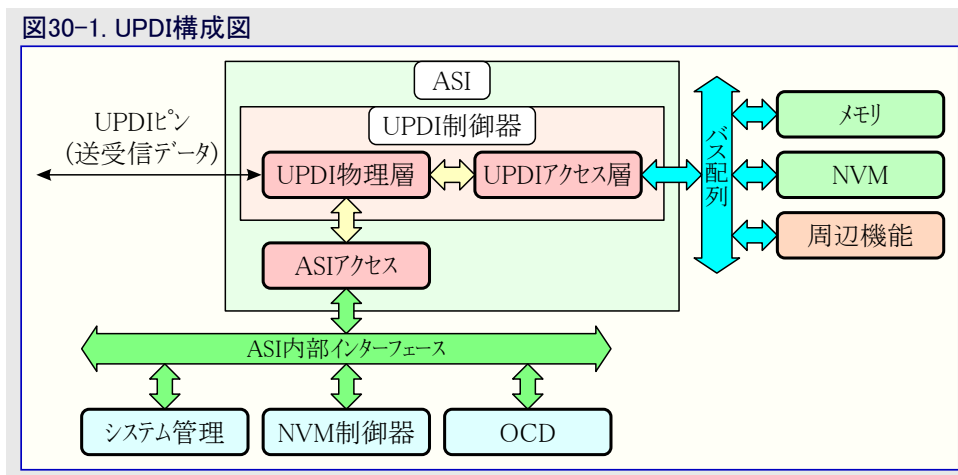 図30-1. UPDI構成図
ASI
UPDI制御器
UPDIﾋﾟﾝ
(送受信ﾃﾞｰﾀ)
UPDI物理層
UPDIｱｸｾｽ層
ASIｱｸｾｽ
バス配列
ﾒﾓﾘ
NVM
周辺機能
ASI内部ｲﾝﾀｰﾌｪｰｽ
ｼｽﾃﾑ管理
NVM制御器
OCD